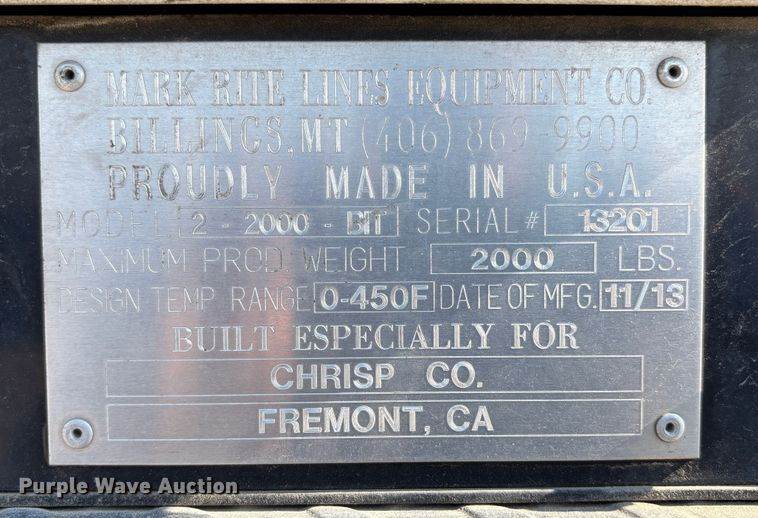 MARK RITE LINES EQUIPMENT CO.
BILLINGS, MT (406) 869-9900
PROUDLY MADE IN U.S.A.
MODEL 2 - 2000 - BIT SERIAL # 13201
MAXIMUM PROD WEIGHT 2000 LBS.
DESIGN TEMP RANGE 0-450F DATE OF MFG. 11/13
BUILT ESPECIALLY FOR
CHRISP CO.
FREMONT, CA
Purple Wave Auction